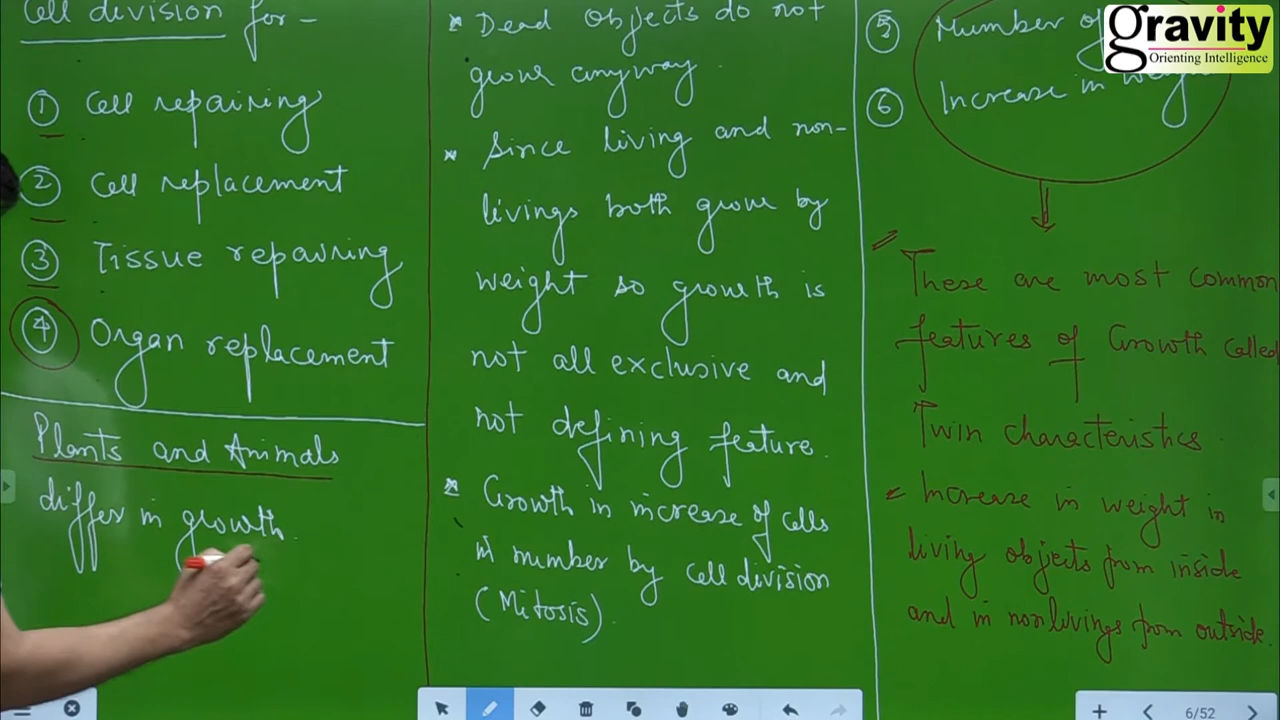 Cell division for -
① Cell repairing
② Cell replacement
③ Tissue repairing
④ Organ replacement
Plants and Animals
differ in growth.
* Dead objects do not
grow anyway.
* Since living and non-
livings both grow by
weight so growth is
not all exclusive and
not defining feature.
* Growth in increase of cells
in number by cell division
(Mitosis).
⑤ Number of
⑥ Increase in weight
These are most common
features of Growth called
Twin characteristics.
Increase in weight in
living objects from inside
and in nonlivings from outside.
gravity
Orienting Intelligence
6/52